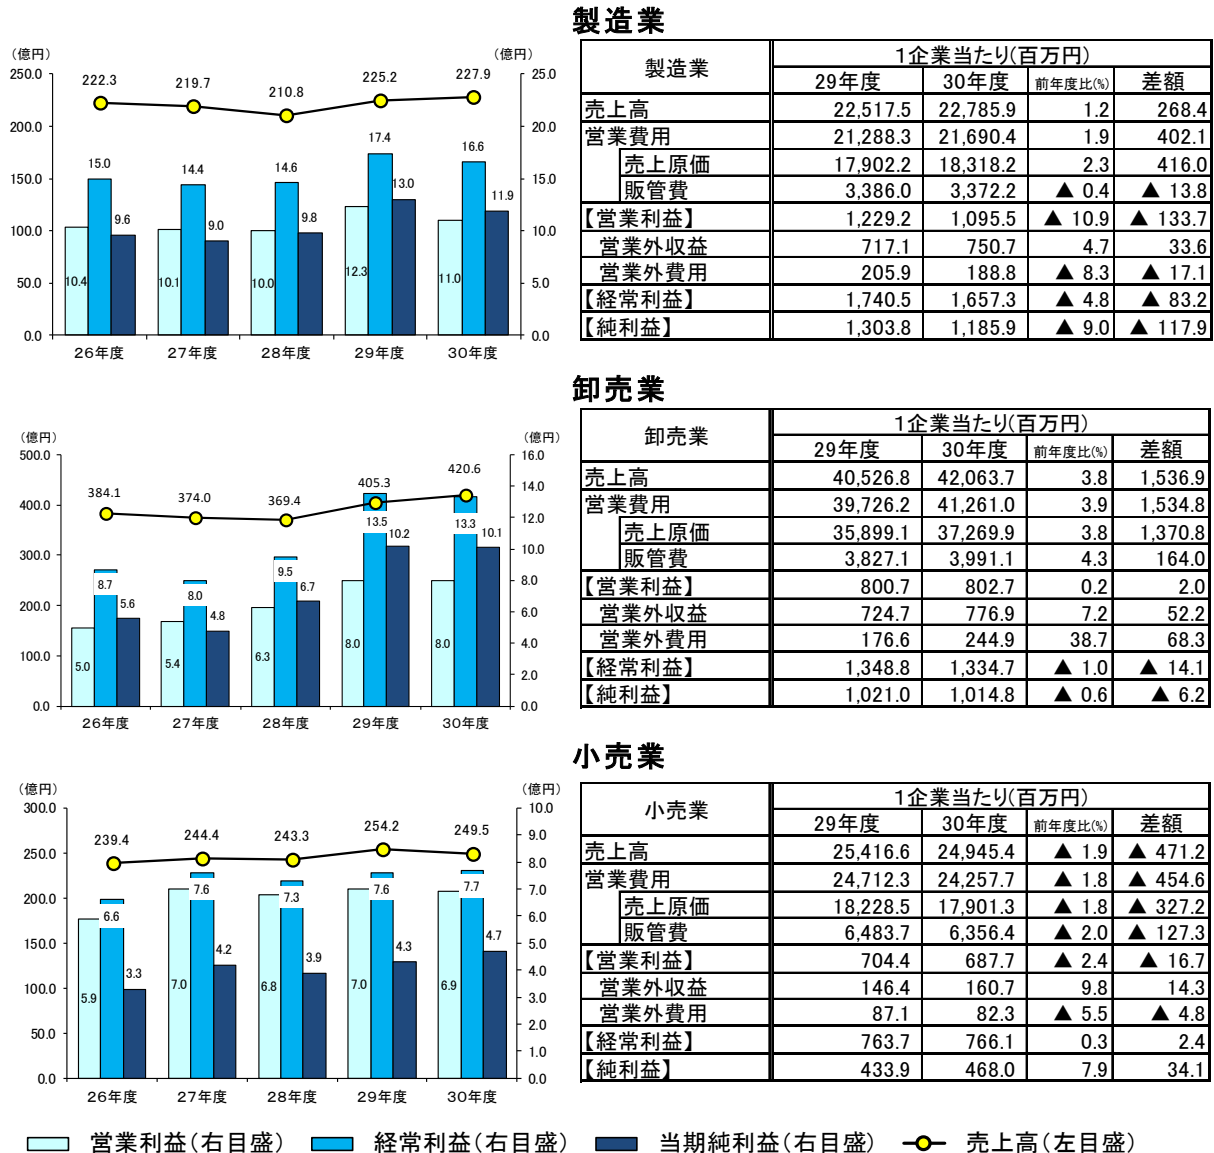 製造業
(億円)
(億円)
250.0
200.0
150.0
100.0
50.0
0.0
25.0
20.0
15.0
10.0
5.0
0.0
222.3
219.7
210.8
225.2
227.9
15.0
14.4
14.6
17.4
16.6
9.6
9.0
9.8
13.0
11.9
10.4
10.1
10.0
12.3
11.0
26年度 27年度 28年度 29年度 30年度
製造業 1企業当たり(百万円)
29年度 30年度 前年度比(%) 差額
売上高 22,517.5 22,785.9 1.2 268.4
営業費用 21,288.3 21,690.4 1.9 402.1
売上原価 17,902.2 18,318.2 2.3 416.0
販管費 3,386.0 3,372.2 ▲ 0.4 ▲ 13.8
【営業利益】 1,229.2 1,095.5 ▲ 10.9 ▲ 133.7
営業外収益 717.1 750.7 4.7 33.6
営業外費用 205.9 188.8 ▲ 8.3 ▲ 17.1
【経常利益】 1,740.5 1,657.3 ▲ 4.8 ▲ 83.2
【純利益】 1,303.8 1,185.9 ▲ 9.0 ▲ 117.9
卸売業
(億円)
(億円)
500.0
400.0
300.0
200.0
100.0
0.0
16.0
14.0
12.0
10.0
8.0
6.0
4.0
2.0
0.0
384.1
374.0
369.4
405.3
420.6
8.7
8.0
9.5
13.5
13.3
5.6
4.8
6.7
10.2
10.1
5.0
5.4
6.3
8.0
8.0
26年度 27年度 28年度 29年度 30年度
卸売業 1企業当たり(百万円)
29年度 30年度 前年度比(%) 差額
売上高 40,526.8 42,063.7 3.8 1,536.9
営業費用 39,726.2 41,261.0 3.9 1,534.8
売上原価 35,899.1 37,269.9 3.8 1,370.8
販管費 3,827.1 3,991.1 4.3 164.0
【営業利益】 800.7 802.7 0.2 2.0
営業外収益 724.7 776.9 7.2 52.2
営業外費用 176.6 244.9 38.7 68.3
【経常利益】 1,348.8 1,334.7 ▲ 1.0 ▲ 14.1
【純利益】 1,021.0 1,014.8 ▲ 0.6 ▲ 6.2
小売業
(億円)
(億円)
300.0
250.0
200.0
150.0
100.0
50.0
0.0
10.0
9.0
8.0
7.0
6.0
5.0
4.0
3.0
2.0
1.0
0.0
239.4
244.4
243.3
254.2
249.5
6.6
7.6
7.3
7.6
7.7
3.3
4.2
3.9
4.3
4.7
5.9
7.0
6.8
7.0
6.9
26年度 27年度 28年度 29年度 30年度
小売業 1企業当たり(百万円)
29年度 30年度 前年度比(%) 差額
売上高 25,416.6 24,945.4 ▲ 1.9 ▲ 471.2
営業費用 24,712.3 24,257.7 ▲ 1.8 ▲ 454.6
売上原価 18,228.5 17,901.3 ▲ 1.8 ▲ 327.2
販管費 6,483.7 6,356.4 ▲ 2.0 ▲ 127.3
【営業利益】 704.4 687.7 ▲ 2.4 ▲ 16.7
営業外収益 146.4 160.7 9.8 14.3
営業外費用 87.1 82.3 ▲ 5.5 ▲ 4.8
【経常利益】 763.7 766.1 0.3 2.4
【純利益】 433.9 468.0 7.9 34.1
営業利益(右目盛) 経常利益(右目盛) 当期純利益(右目盛) 売上高(左目盛)